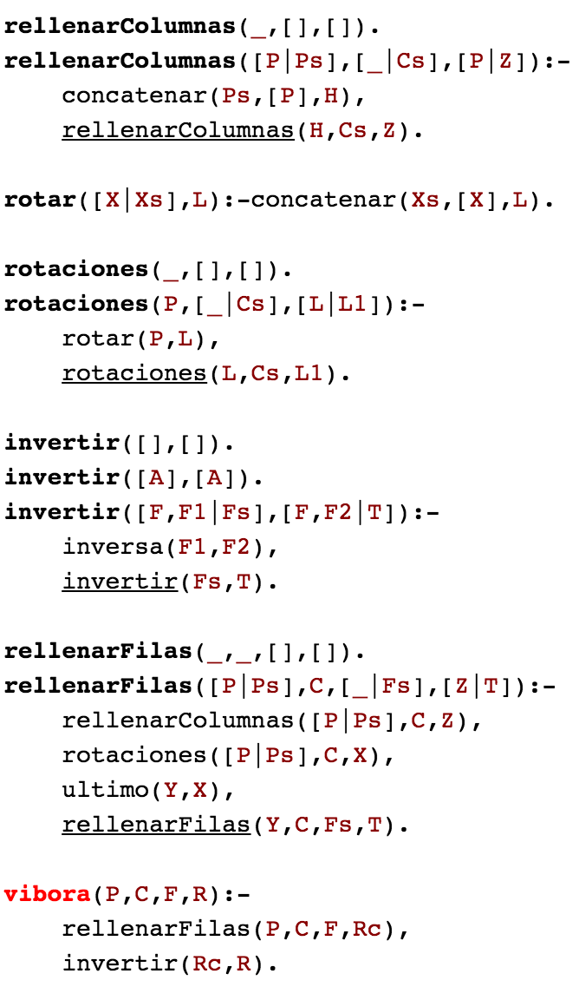 rellenarColumnas(_,[],[]).
rellenarColumnas([P|Ps],[_|Cs],[P|Z]):-
concatenar(Ps,[P],H),
rellenarColumnas(H,Cs,Z).
rotar([X|Xs],L):-concatenar(Xs,[X],L).
rotaciones(_,[],[]).
rotaciones(P,[_|Cs],[L|L1]):-
rotar(P,L),
rotaciones(L,Cs,L1).
invertir([],[]).
invertir([A],[A]).
invertir([F,F1|Fs],[F,F2|T]):-
inversa(F1,F2),
invertir(Fs,T).
rellenarFilas(_,_,[],[]).
rellenarFilas([P|Ps],C,[_|Fs],[Z|T]):-
rellenarColumnas([P|Ps],C,Z),
rotaciones([P|Ps],C,X),
ultimo(Y,X),
rellenarFilas(Y,C,Fs,T).
vibora(P,C,F,R):-
rellenarFilas(P,C,F,Rc),
invertir(Rc,R).